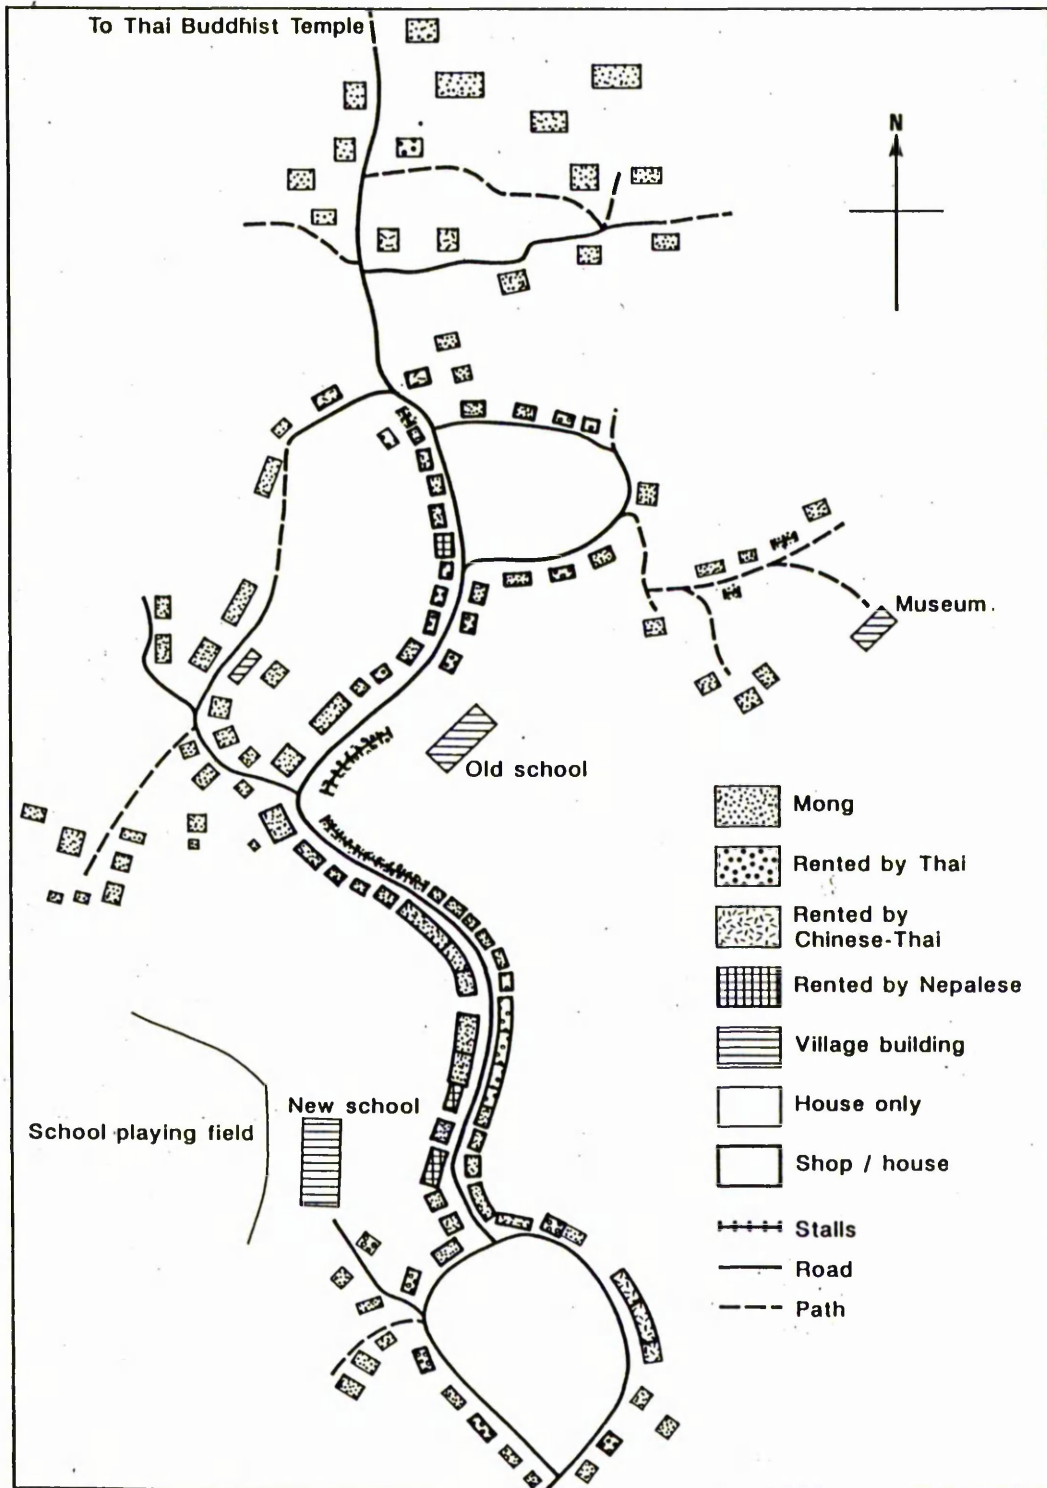 To Thai Buddhist Temple
N
Museum.
Old school
Mong
Rented by Thai
Rented by
Chinese-Thai
Rented by Nepalese
Village building
New school
House only
School playing field
Shop / house
Stalls
Road
Path